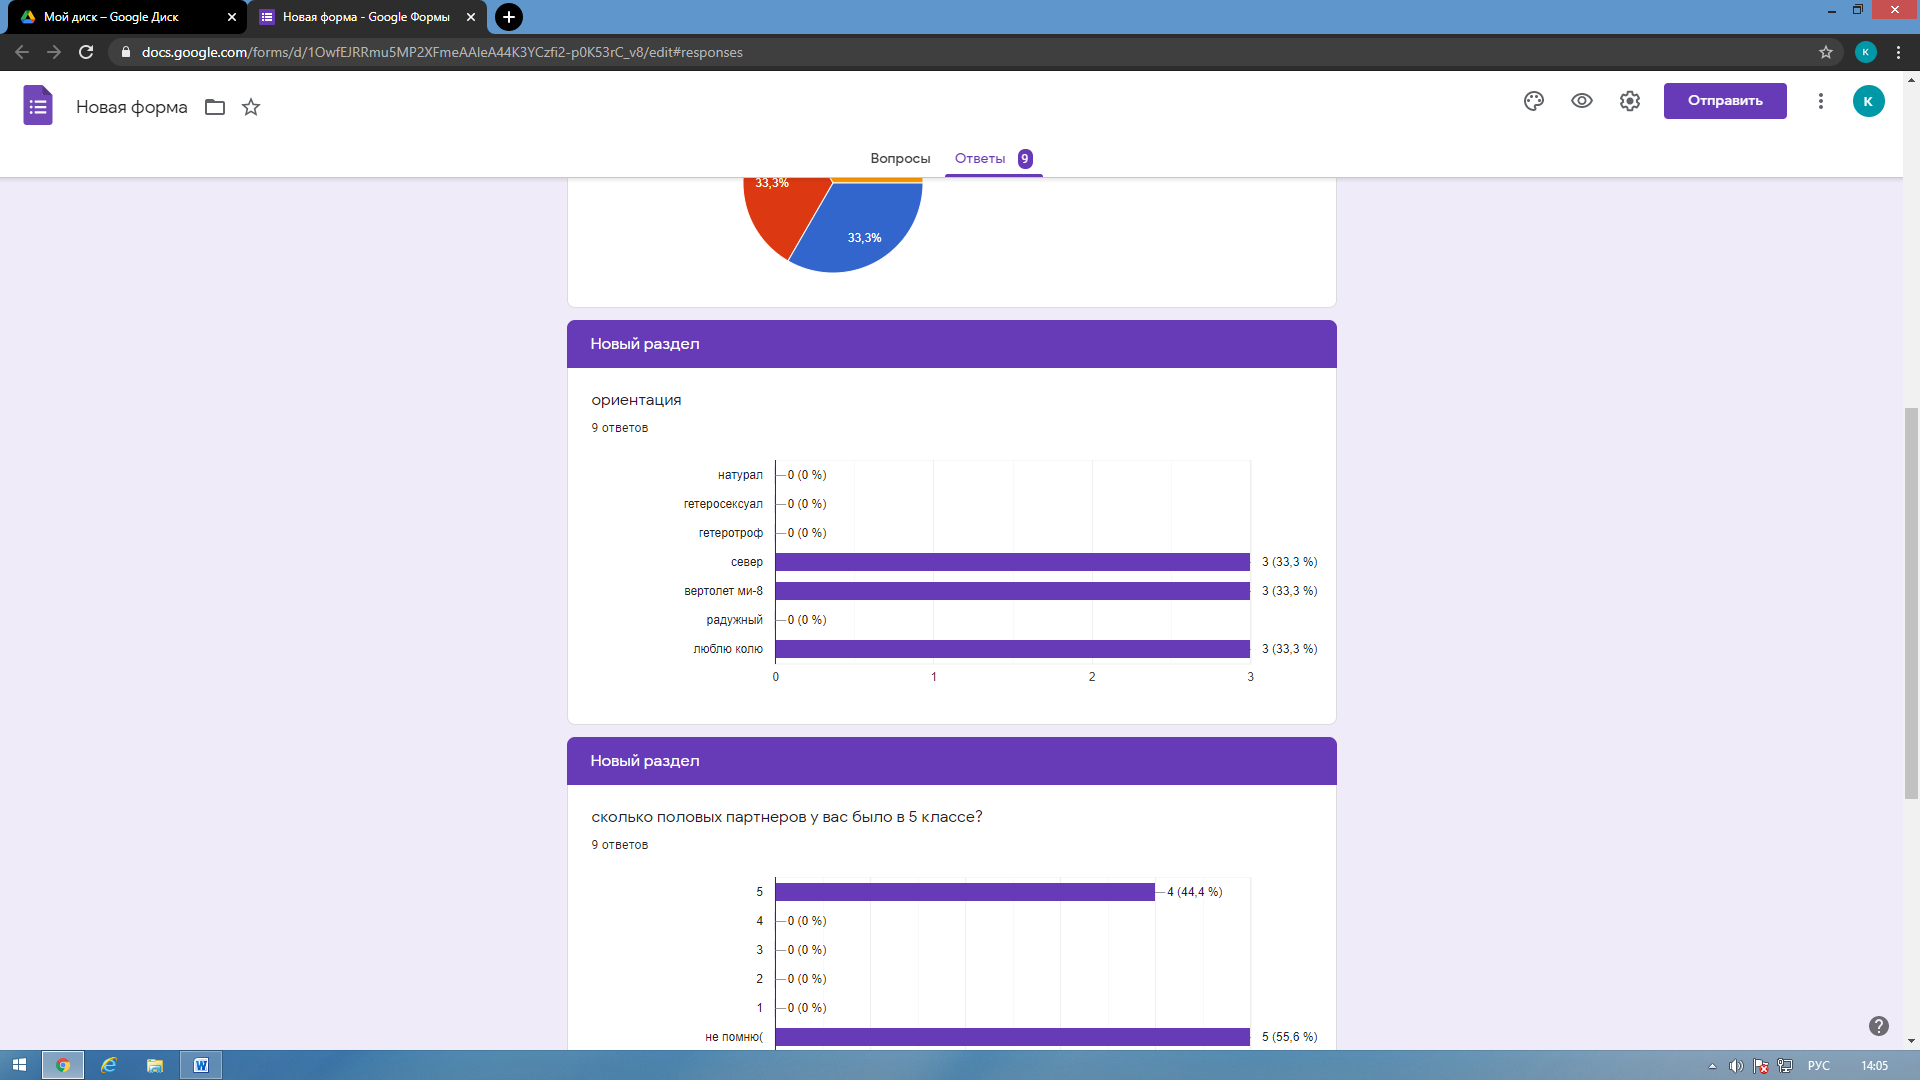 Мой диск – Google Диск
Новая форма - Google Формы
docs.google.com/forms/d/1OwfEJRRmu5MP2XFmeAAleA44K3YCzfi2-p0K53rC_v8/edit#responses
K
Новая форма
Отправить
K
Вопросы
Ответы 9
33,3%
33,3%
Новый раздел
ориентация
9 ответов
натурал 0 (0 %)
гетеросексуал 0 (0 %)
гетеротроф 0 (0 %)
север 3 (33,3 %)
вертолет ми-8 3 (33,3 %)
радужный 0 (0 %)
люблю колю 3 (33,3 %)
0 1 2 3
Новый раздел
сколько половых партнеров у вас было в 5 классе?
9 ответов
5 4 (44,4 %)
4 0 (0 %)
3 0 (0 %)
2 0 (0 %)
1 0 (0 %)
не помню( 5 (55,6 %)
РУС 14:05